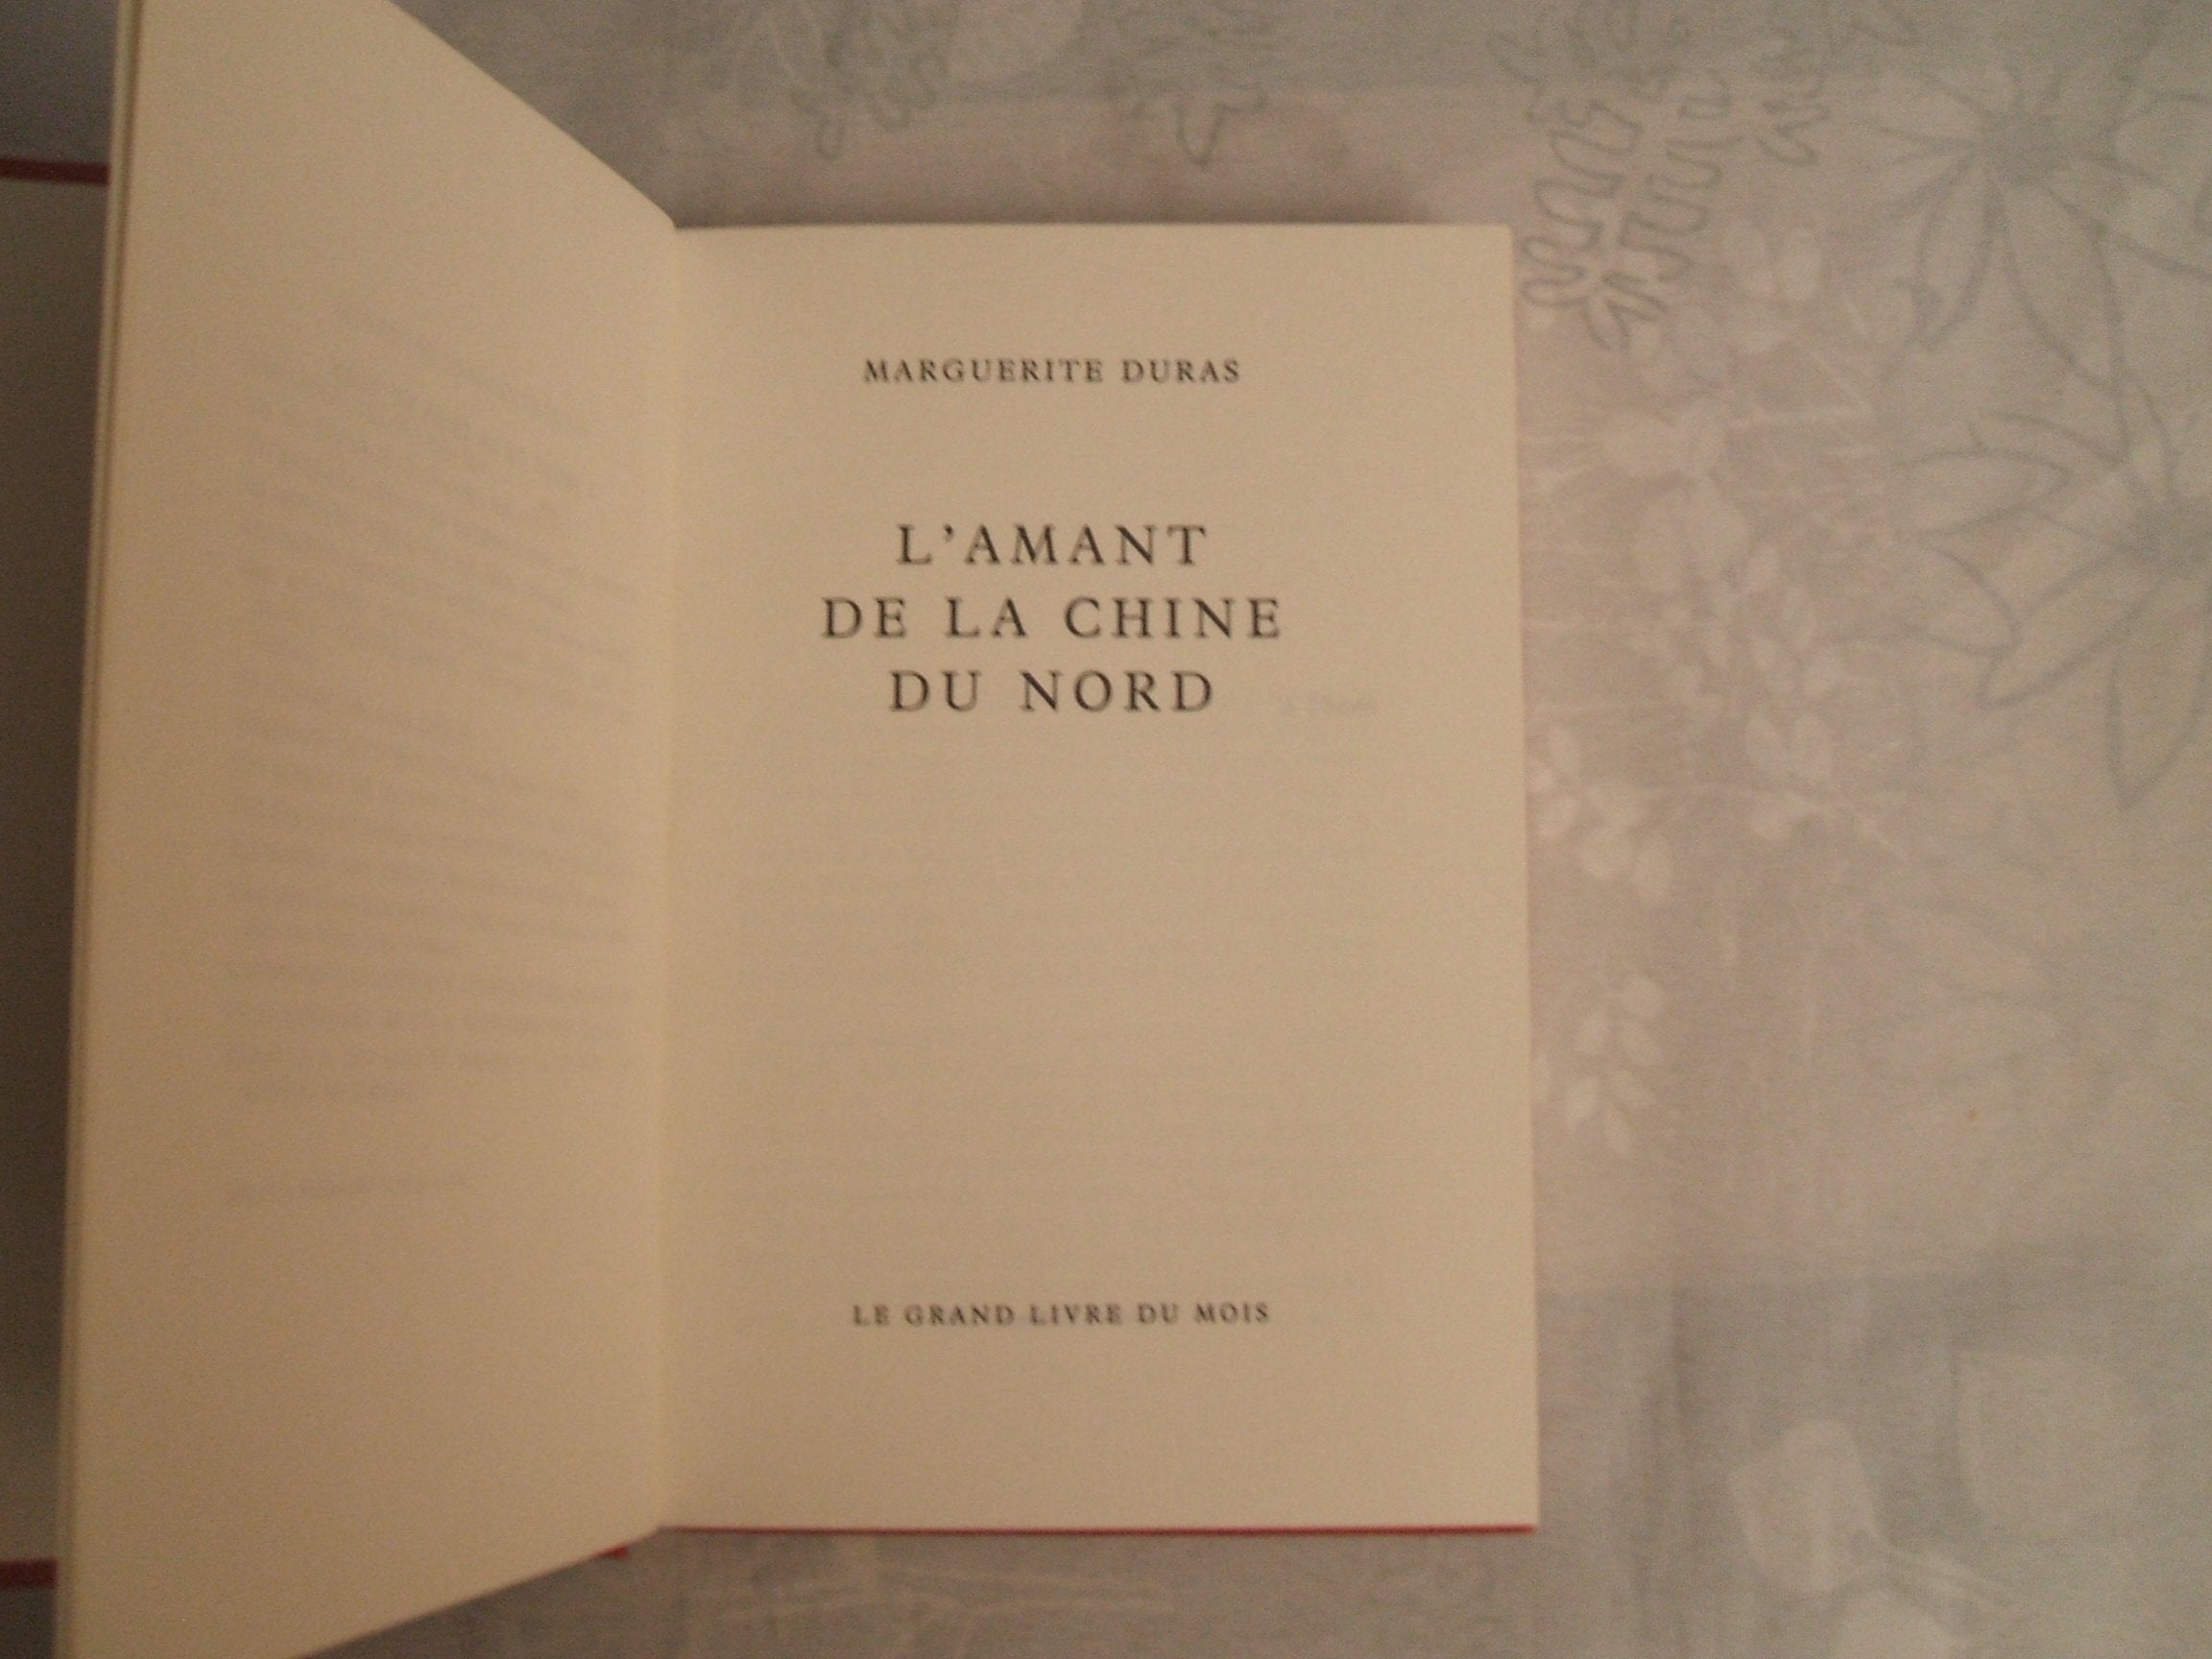 MARGUERITE DURAS
L'AMANT
DE LA CHINE
DU NORD
LE GRAND LIVRE DU MOIS